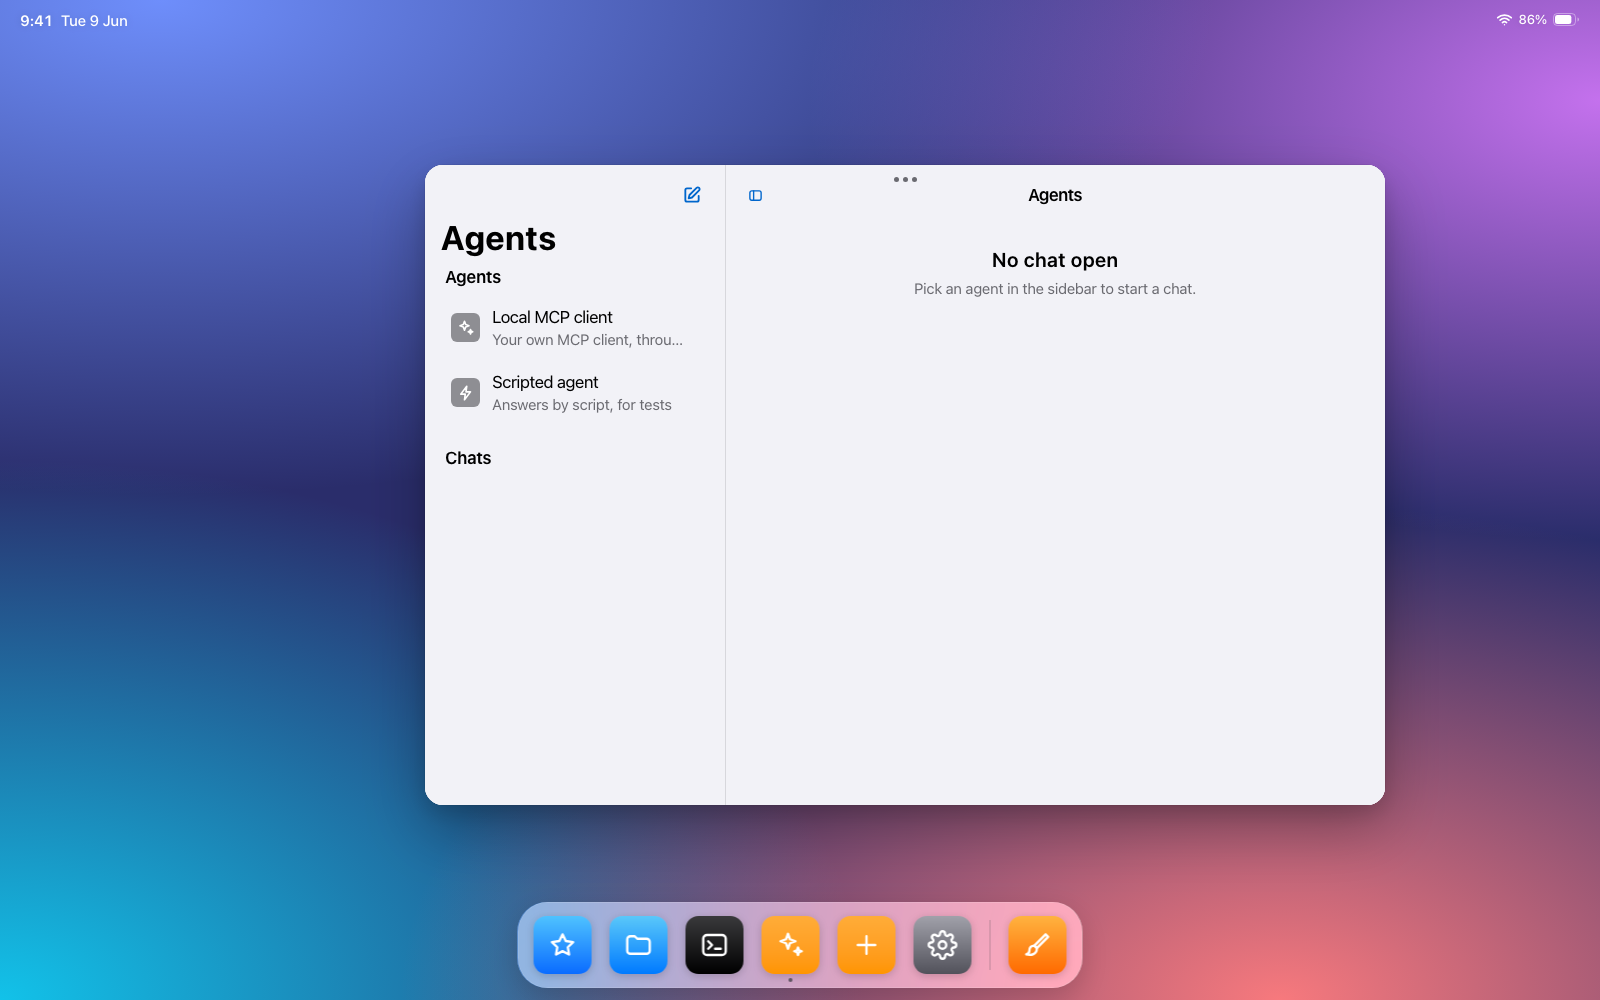 9:41 Tue 9 Jun
86%
Agents
Agents
Agents
Local MCP client
Your own MCP client, throu...
Scripted agent
Answers by script, for tests
Chats
No chat open
Pick an agent in the sidebar to start a chat.